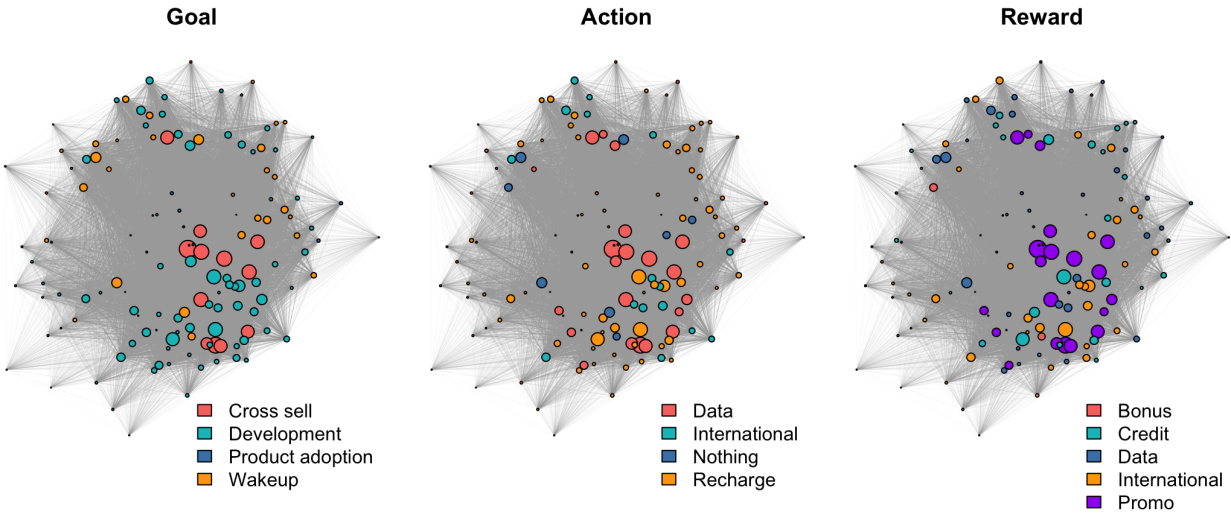 Goal
Action
Reward
Cross sell
Development
Product adoption
Wakeup
Data
International
Nothing
Recharge
Bonus
Credit
Data
International
Promo